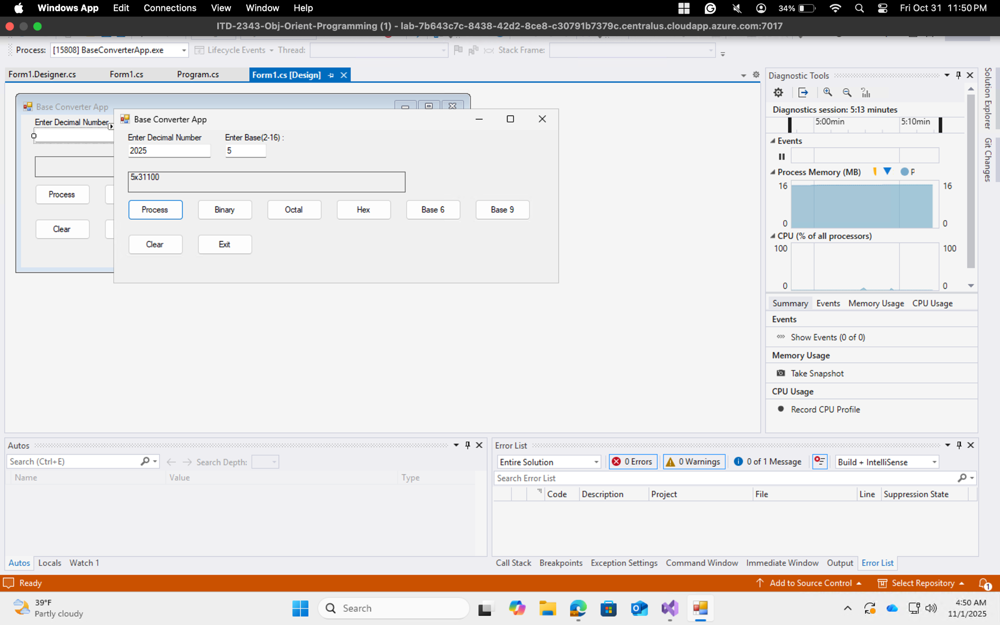 Windows App Edit Connections View Window Help 34% Fri Oct 31 11:50 PM
ITD-2343-Obj-Orient-Programming (1) - lab-7b643c7c-8438-42d2-8ce8-c30791b7379c.centralus.cloudapp.azure.com:7017
Process: [15808] BaseConverterApp.exe Lifecycle Events Thread: Stack Frame:
Form1.Designer.cs Form1.cs Program.cs Form1.cs [Design]
Base Converter App
Enter Decimal Number
Process
Clear
Base Converter App
Enter Decimal Number Enter Base(2-16) :
2025 5
5x31100
Process Binary Octal Hex Base 6 Base 9
Clear Exit
Diagnostic Tools
Diagnostics session: 5:13 minutes
5:00min 5:10min
Events
Process Memory (MB) P
16 16
0 0
CPU (% of all processors)
100 100
0 0
Summary Events Memory Usage CPU Usage
Events
Show Events (0 of 0)
Memory Usage
Take Snapshot
CPU Usage
Record CPU Profile
Solution Explorer
Git Changes
Autos
Search (Ctrl+E) Search Depth:
Name Value Type
Autos Locals Watch 1
Error List
Entire Solution 0 Errors 0 Warnings 0 of 1 Message Build + IntelliSense
Search Error List
Code Description Project File Line Suppression State
Call Stack Breakpoints Exception Settings Command Window Immediate Window Output Error List
Ready Add to Source Control Select Repository 1
39°F
Partly cloudy
Search
4:50 AM
11/1/2025